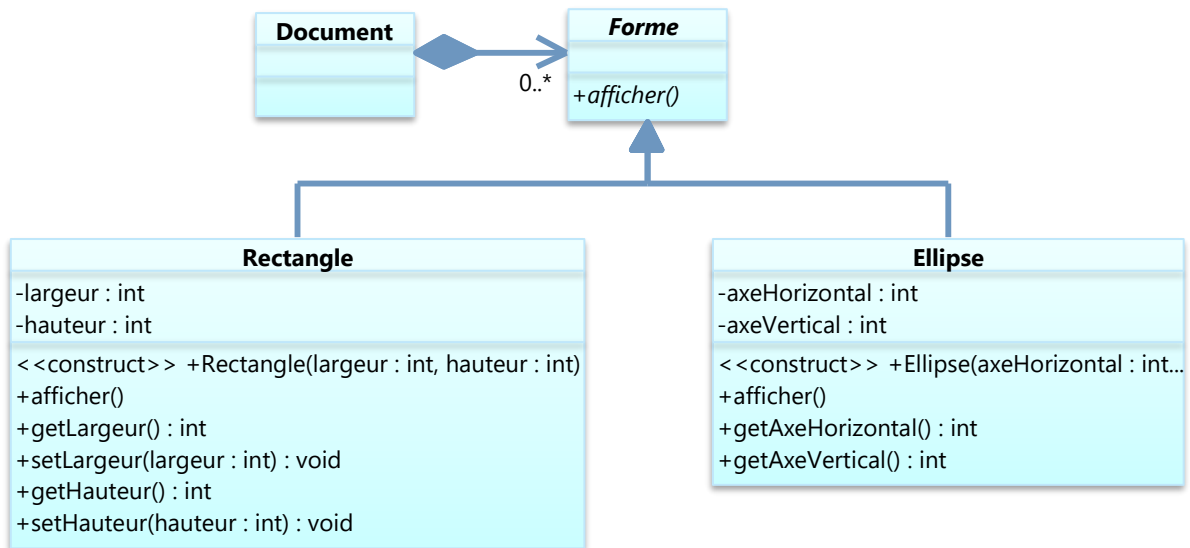 Document
Forme
0..*
+afficher()
Rectangle
-largeur : int
-hauteur : int
<<construct>> +Rectangle(largeur : int, hauteur : int)
+afficher()
+getLargeur() : int
+setLargeur(largeur : int) : void
+getHauteur() : int
+setHauteur(hauteur : int) : void
Ellipse
-axeHorizontal : int
-axeVertical : int
<<construct>> +Ellipse(axeHorizontal : int...
+afficher()
+getAxeHorizontal() : int
+getAxeVertical() : int